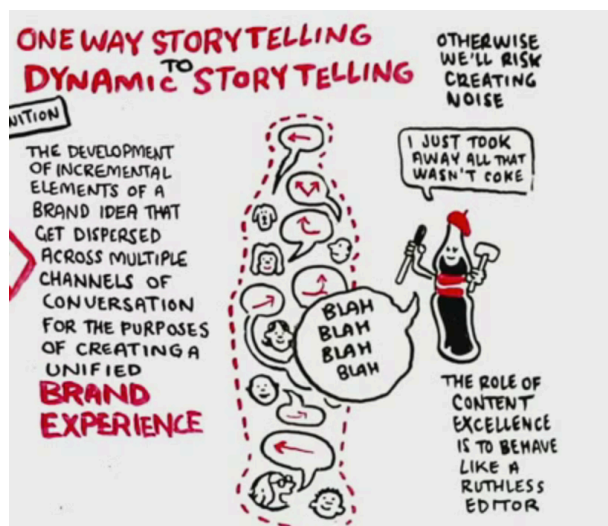 ONE WAY STORYTELLING
TO
DYNAMIC STORYTELLING
NITION
THE DEVELOPMENT
OF INCREMENTAL
ELEMENTS OF A
BRAND IDEA THAT
GET DISPERSED
ACROSS MULTIPLE
CHANNELS OF
CONVERSATION
FOR THE PURPOSES
OF CREATING A
UNIFIED
BRAND
EXPERIENCE
BLAH
BLAH
BLAH
BLAH
OTHERWISE
WE'LL RISK
CREATING
NOISE
I JUST TOOK
AWAY ALL THAT
WASN'T COKE
THE ROLE OF
CONTENT
EXCELLENCE
IS TO BEHAVE
LIKE A
RUTHLESS
EDITOR